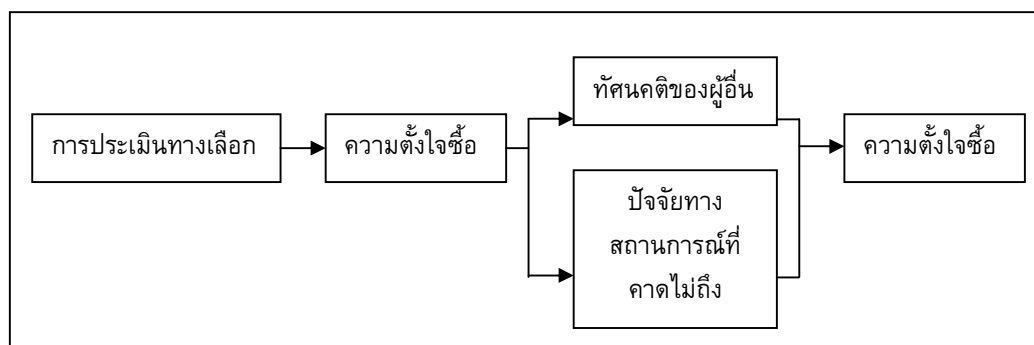 การประเมินทางเลือก
ความตั้งใจซื้อ
ทัศนคติของผู้อื่น
ปัจจัยทาง
สถานการณ์ที่
คาดไม่ถึง
ความตั้งใจซื้อ